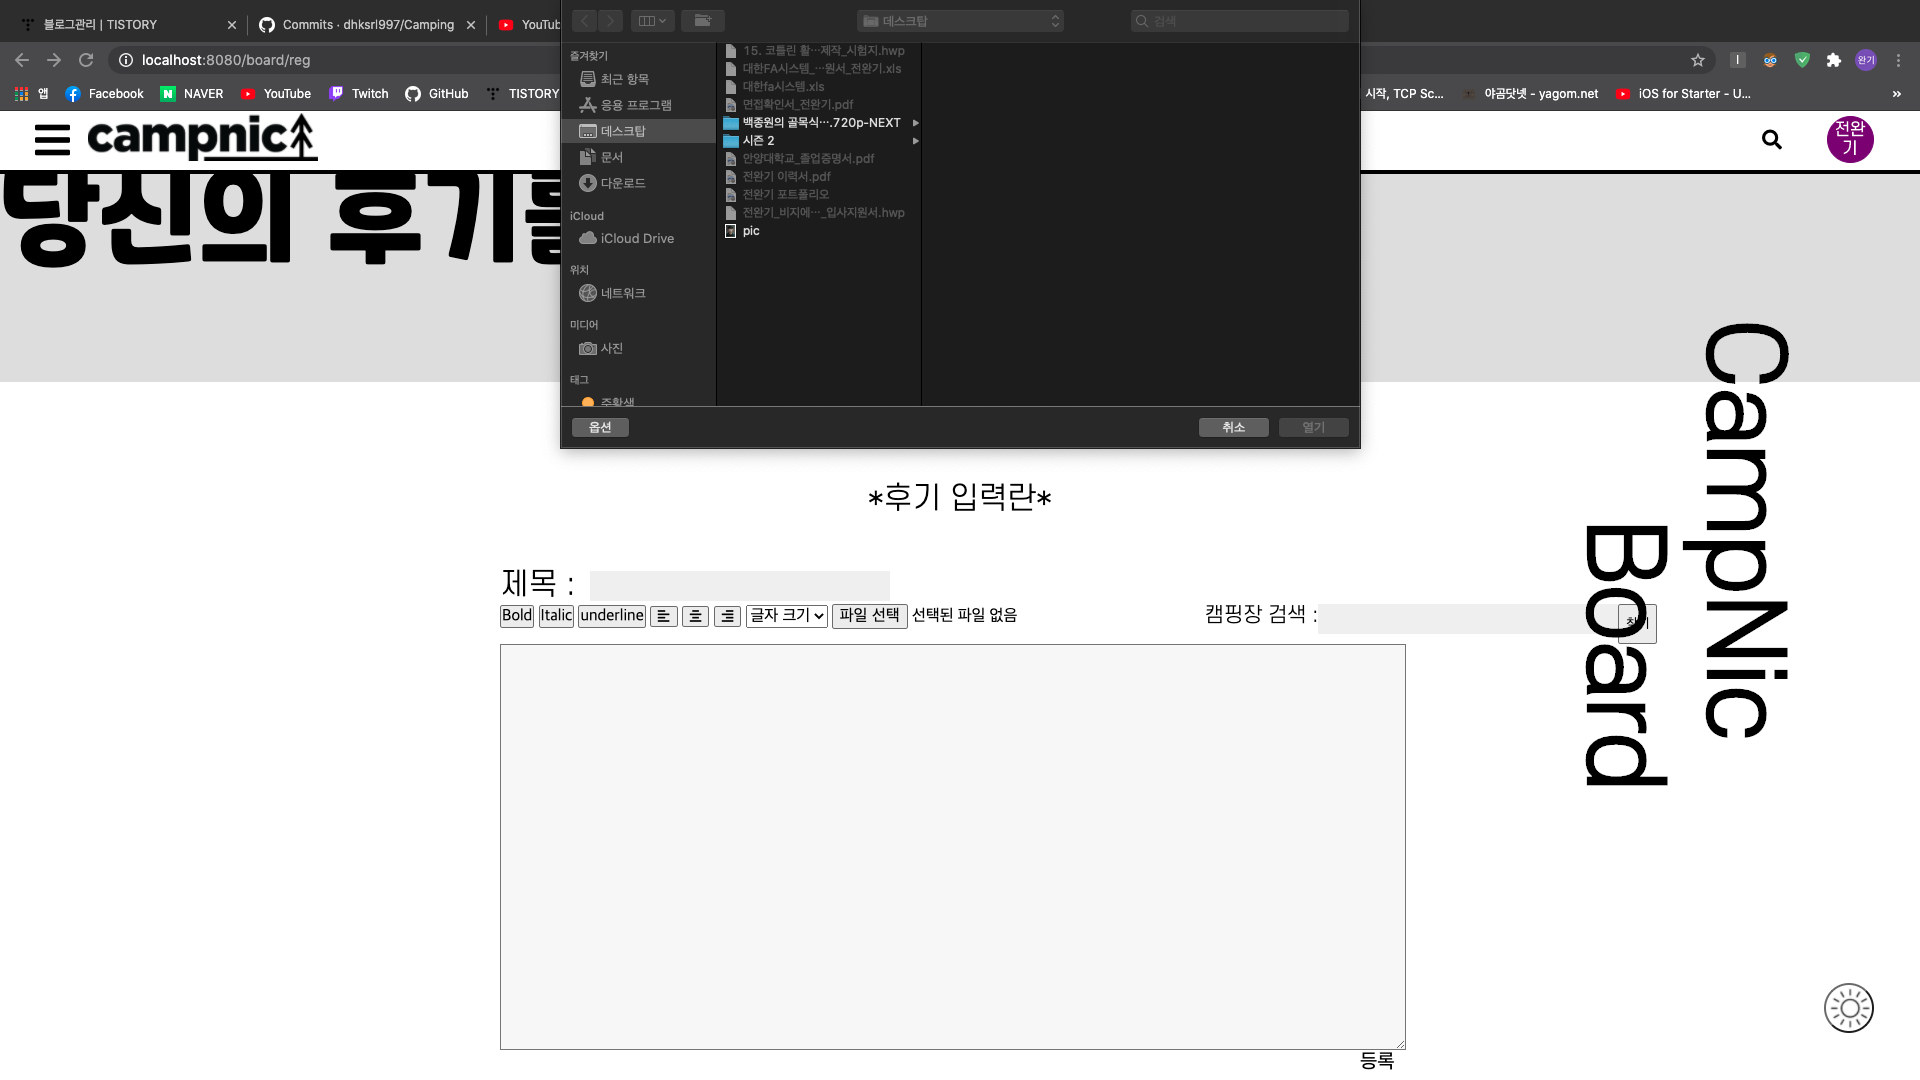 블로그관리 | TISTORY
Commits · dhksrl997/Camping
YouTub
localhost:8080/board/reg
완기
앱
Facebook
NAVER
YouTube
Twitch
GitHub
TISTORY
시작, TCP Sc...
야곰닷넷 - yagom.net
iOS for Starter - U...
»
campnic
전완
기
당신의 후기를
데스크탑
검색
즐겨찾기
최근 항목
응용 프로그램
데스크탑
문서
다운로드
iCloud
iCloud Drive
위치
네트워크
미디어
사진
태그
주황색
15. 코틀린 활…제작_시험지.hwp
대한FA시스템_…원서_전완기.xls
대한fa시스템.xls
면접확인서_전완기.pdf
백종원의 골목식….720p-NEXT
시즌 2
안양대학교_졸업증명서.pdf
전완기 이력서.pdf
전완기 포트폴리오
전완기_비지에…_입사지원서.hwp
pic
옵션
취소
열기
*후기 입력란*
제목 :
Bold
Italic
underline
글자 크기
파일 선택
선택된 파일 없음
캠핑장 검색 :
CampNic
Board
등록